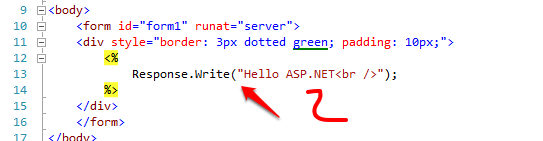 9 <body>
10 <form id="form1" runat="server">
11 <div style="border: 3px dotted green; padding: 10px;">
12 <%
13 Response.Write("Hello ASP.NET<br />");
14 %>
15 </div>
16 </form>
17 </body>
2